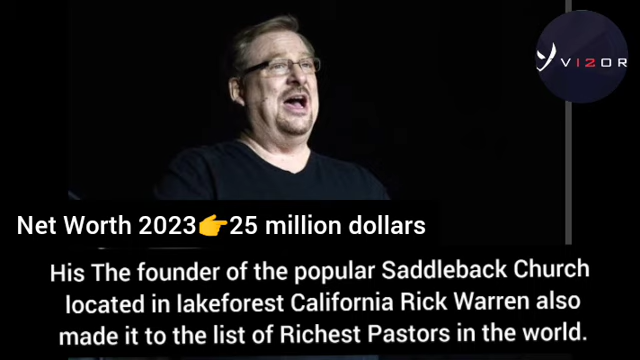 VI2OR
Net Worth 2023👉25 million dollars
His The founder of the popular Saddleback Church
located in lakeforest California Rick Warren also
made it to the list of Richest Pastors in the world.